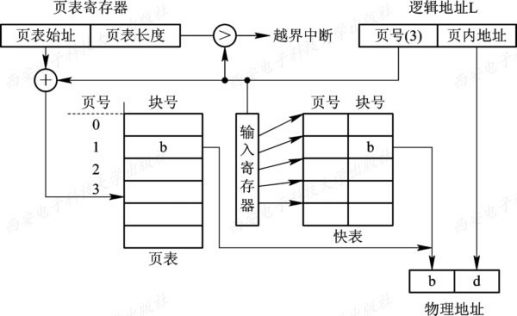 页表寄存器
逻辑地址L
页表始址 页表长度 > 越界中断 页号(3) 页内地址
+
页号 块号 页号 块号
0
1 b b
2
3
输入寄存器
快表
页表
b d
物理地址